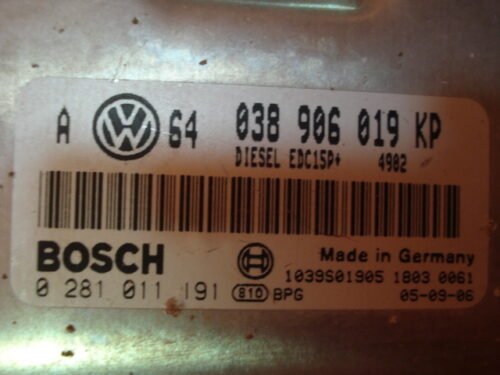 A VW 64 038 906 019 KP
DIESEL EDC15P+ 4902
BOSCH Made in Germany
1039S01905 1803 0061
0 281 011 191 810 BPG 05-09-06